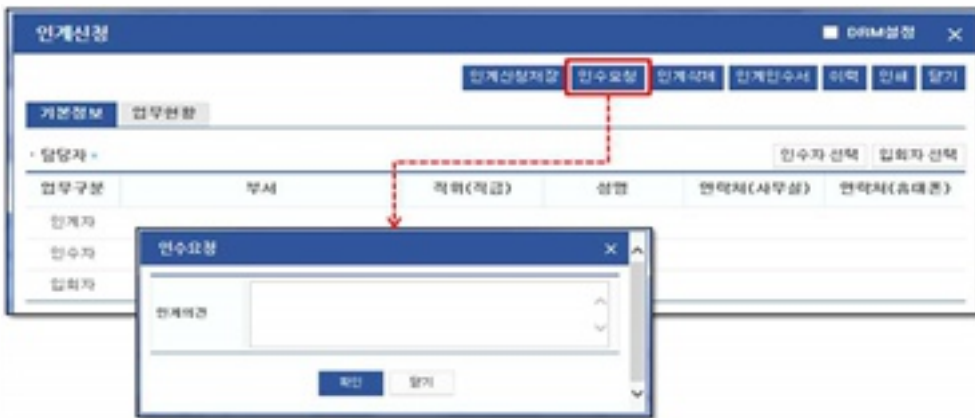 인계신청
DRM설정
인계신청저장 인수요청 인계삭제 인계인수서 이력 인쇄 닫기
기본정보 업무현황
· 담당자
인수자 선택 입회자 선택
업무구분 부서 직위(직급) 성명 연락처(사무실) 연락처(휴대폰)
인계자
인수자
입회자
인수요청
인계의견
확인 닫기